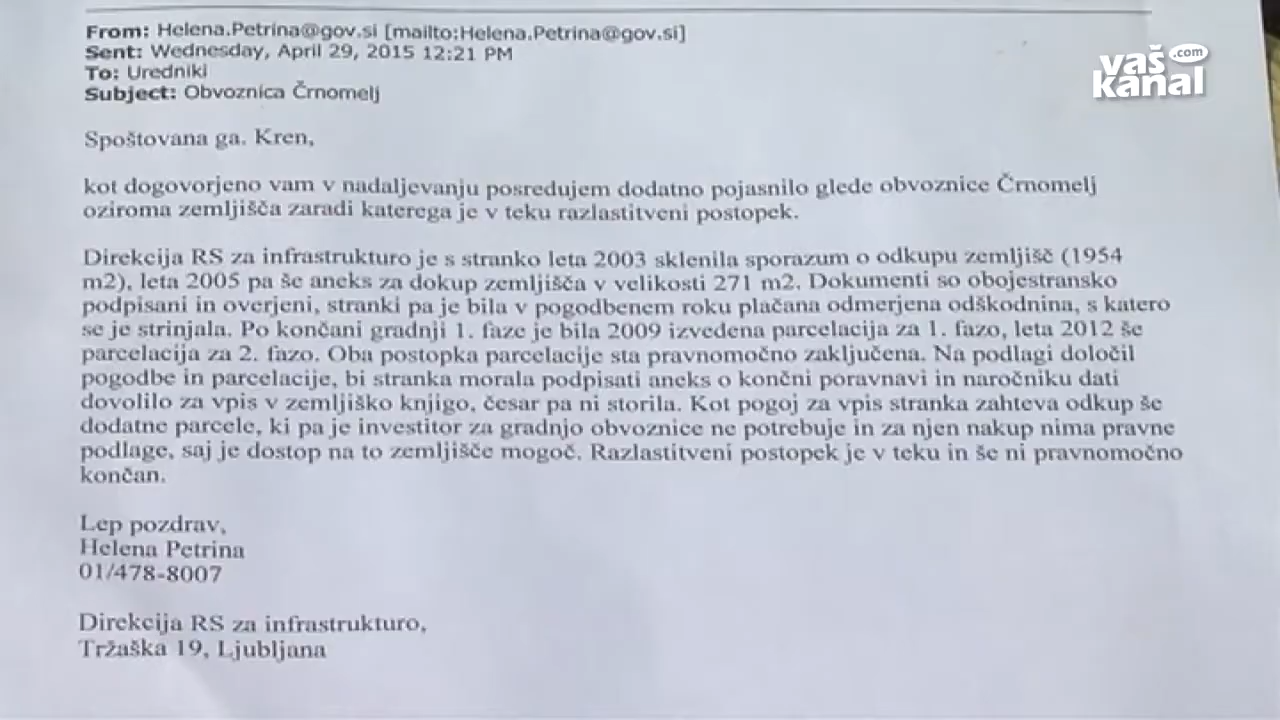 From: Helena.Petrina@gov.si [mailto:Helena.Petrina@gov.si]
Sent: Wednesday, April 29, 2015 12:21 PM
To: Uredniki
Subject: Obvoznica Črnomelj
vaš .com
kanal
Spoštovana ga. Kren,
kot dogovorjeno vam v nadaljevanju posredujem dodatno pojasnilo glede obvoznice Črnomelj
oziroma zemljišča zaradi katerega je v teku razlastitveni postopek.
Direkcija RS za infrastrukturo je s stranko leta 2003 sklenila sporazum o odkupu zemljišč (1954
m2), leta 2005 pa še aneks za dokup zemljišča v velikosti 271 m2. Dokumenti so obojestransko
podpisani in overjeni, stranki pa je bila v pogodbenem roku plačana odmerjena odškodnina, s katero
se je strinjala. Po končani gradnji 1. faze je bila 2009 izvedena parcelacija za 1. fazo, leta 2012 še
parcelacija za 2. fazo. Oba postopka parcelacije sta pravnomočno zaključena. Na podlagi določil
pogodbe in parcelacije, bi stranka morala podpisati aneks o končni poravnavi in naročniku dati
dovolilo za vpis v zemljiško knjigo, česar pa ni storila. Kot pogoj za vpis stranka zahteva odkup še
dodatne parcele, ki pa je investitor za gradnjo obvoznice ne potrebuje in za njen nakup nima pravne
podlage, saj je dostop na to zemljišče mogoč. Razlastitveni postopek je v teku in še ni pravnomočno
končan.
Lep pozdrav,
Helena Petrina
01/478-8007
Direkcija RS za infrastrukturo,
Tržaška 19, Ljubljana